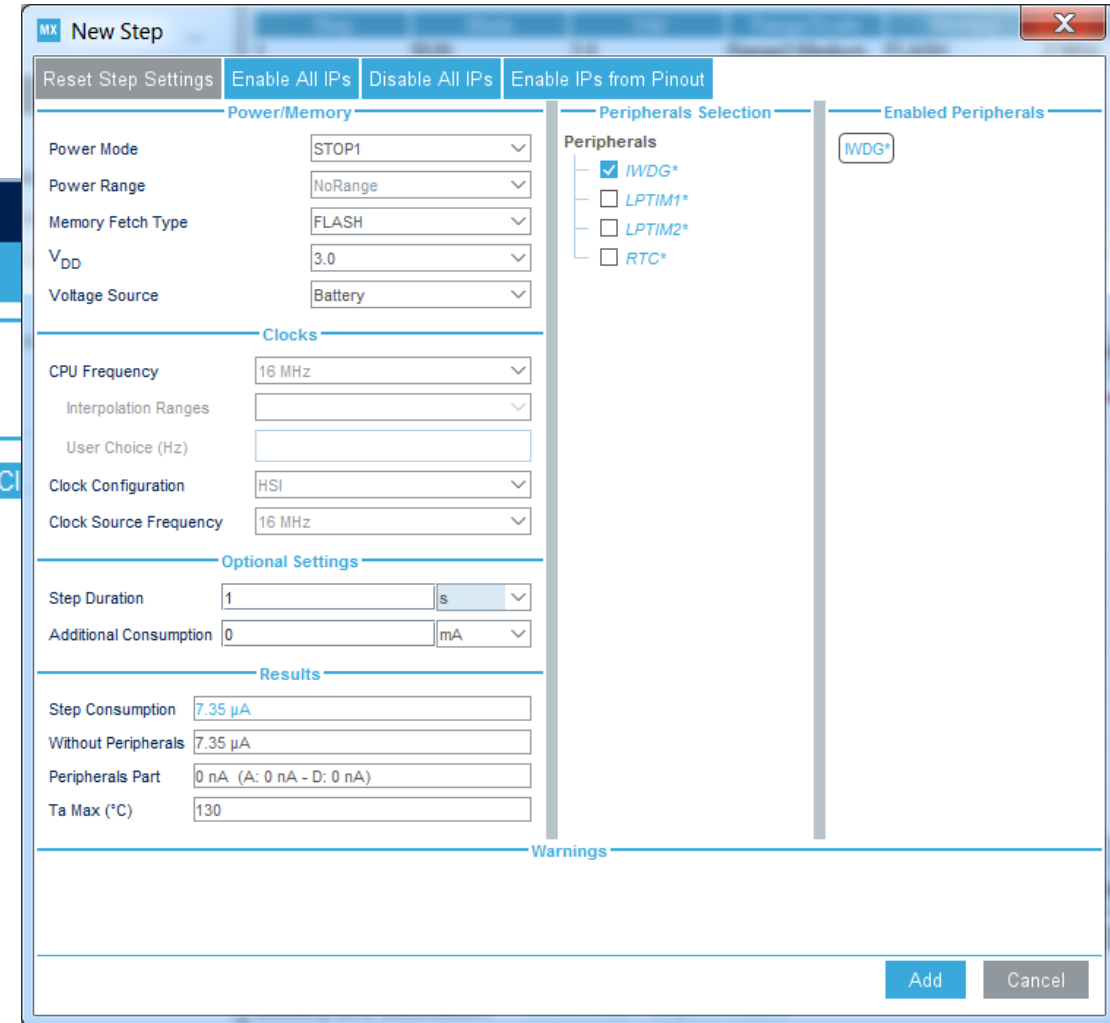 MX New Step
X
Reset Step Settings Enable All IPs Disable All IPs Enable IPs from Pinout
Power/Memory
Power Mode STOP1
Power Range NoRange
Memory Fetch Type FLASH
VDD 3.0
Voltage Source Battery
Clocks
CPU Frequency 16 MHz
Interpolation Ranges
User Choice (Hz)
Clock Configuration HSI
Clock Source Frequency 16 MHz
Optional Settings
Step Duration 1 s
Additional Consumption 0 mA
Results
Step Consumption 7.35 µA
Without Peripherals 7.35 µA
Peripherals Part 0 nA (A: 0 nA - D: 0 nA)
Ta Max (°C) 130
Peripherals Selection
Peripherals
IWDG*
LPTIM1*
LPTIM2*
RTC*
Enabled Peripherals
IWDG*
Warnings
Add Cancel